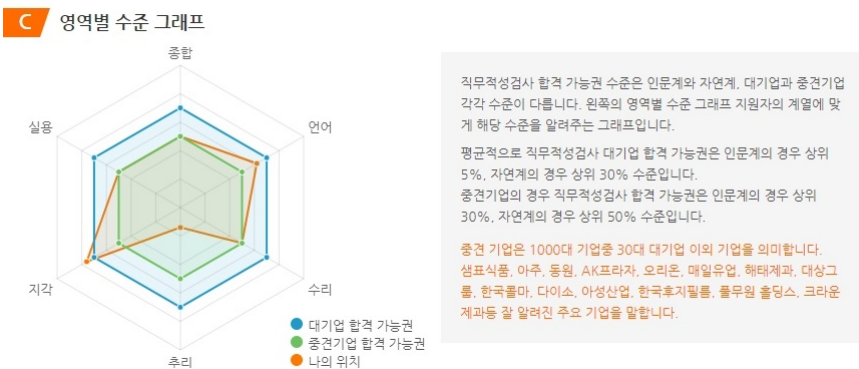 C 영역별 수준 그래프
종합
실용
언어
지각
수리
추리
대기업 합격 가능권
중견기업 합격 가능권
나의 위치
직무적성검사 합격 가능권 수준은 인문계와 자연계, 대기업과 중견기업
각각 수준이 다릅니다. 왼쪽의 영역별 수준 그래프 지원자의 계열에 맞
게 해당 수준을 알려주는 그래프입니다.
평균적으로 직무적성검사 대기업 합격 가능권은 인문계의 경우 상위
5%, 자연계의 경우 상위 30% 수준입니다.
중견기업의 경우 직무적성검사 합격 가능권은 인문계의 경우 상위
30%, 자연계의 경우 상위 50% 수준입니다.
중견 기업은 1000대 기업중 30대 대기업 이외 기업을 의미합니다.
샘표식품, 아주, 동원, AK프라자, 오리온, 매일유업, 해태제과, 대상그
룹, 한국콜마, 다이소, 아성산업, 한국후지필름, 풀무원 홀딩스, 크라운
제과등 잘 알려진 주요 기업을 말합니다.